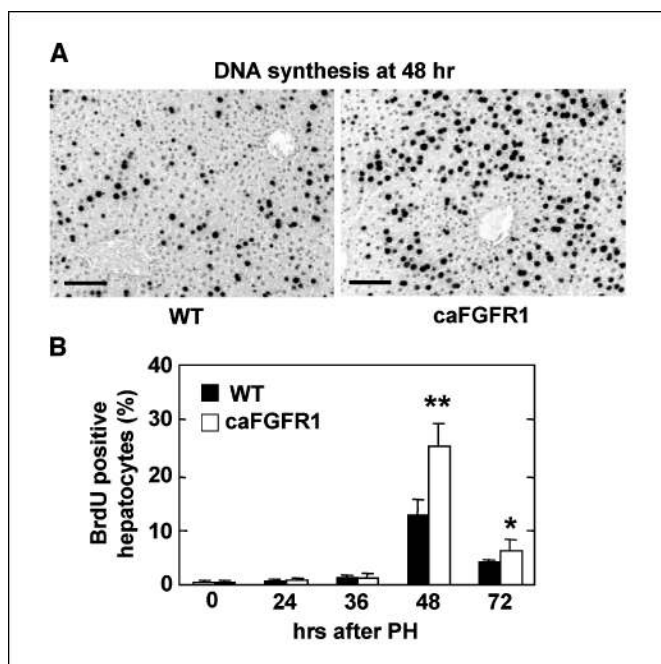 A
DNA synthesis at 48 hr
WT
caFGFR1
B
BrdU positive
hepatocytes (%)
40
30
20
10
0
WT
caFGFR1
**
*
0 24 36 48 72
hrs after PH